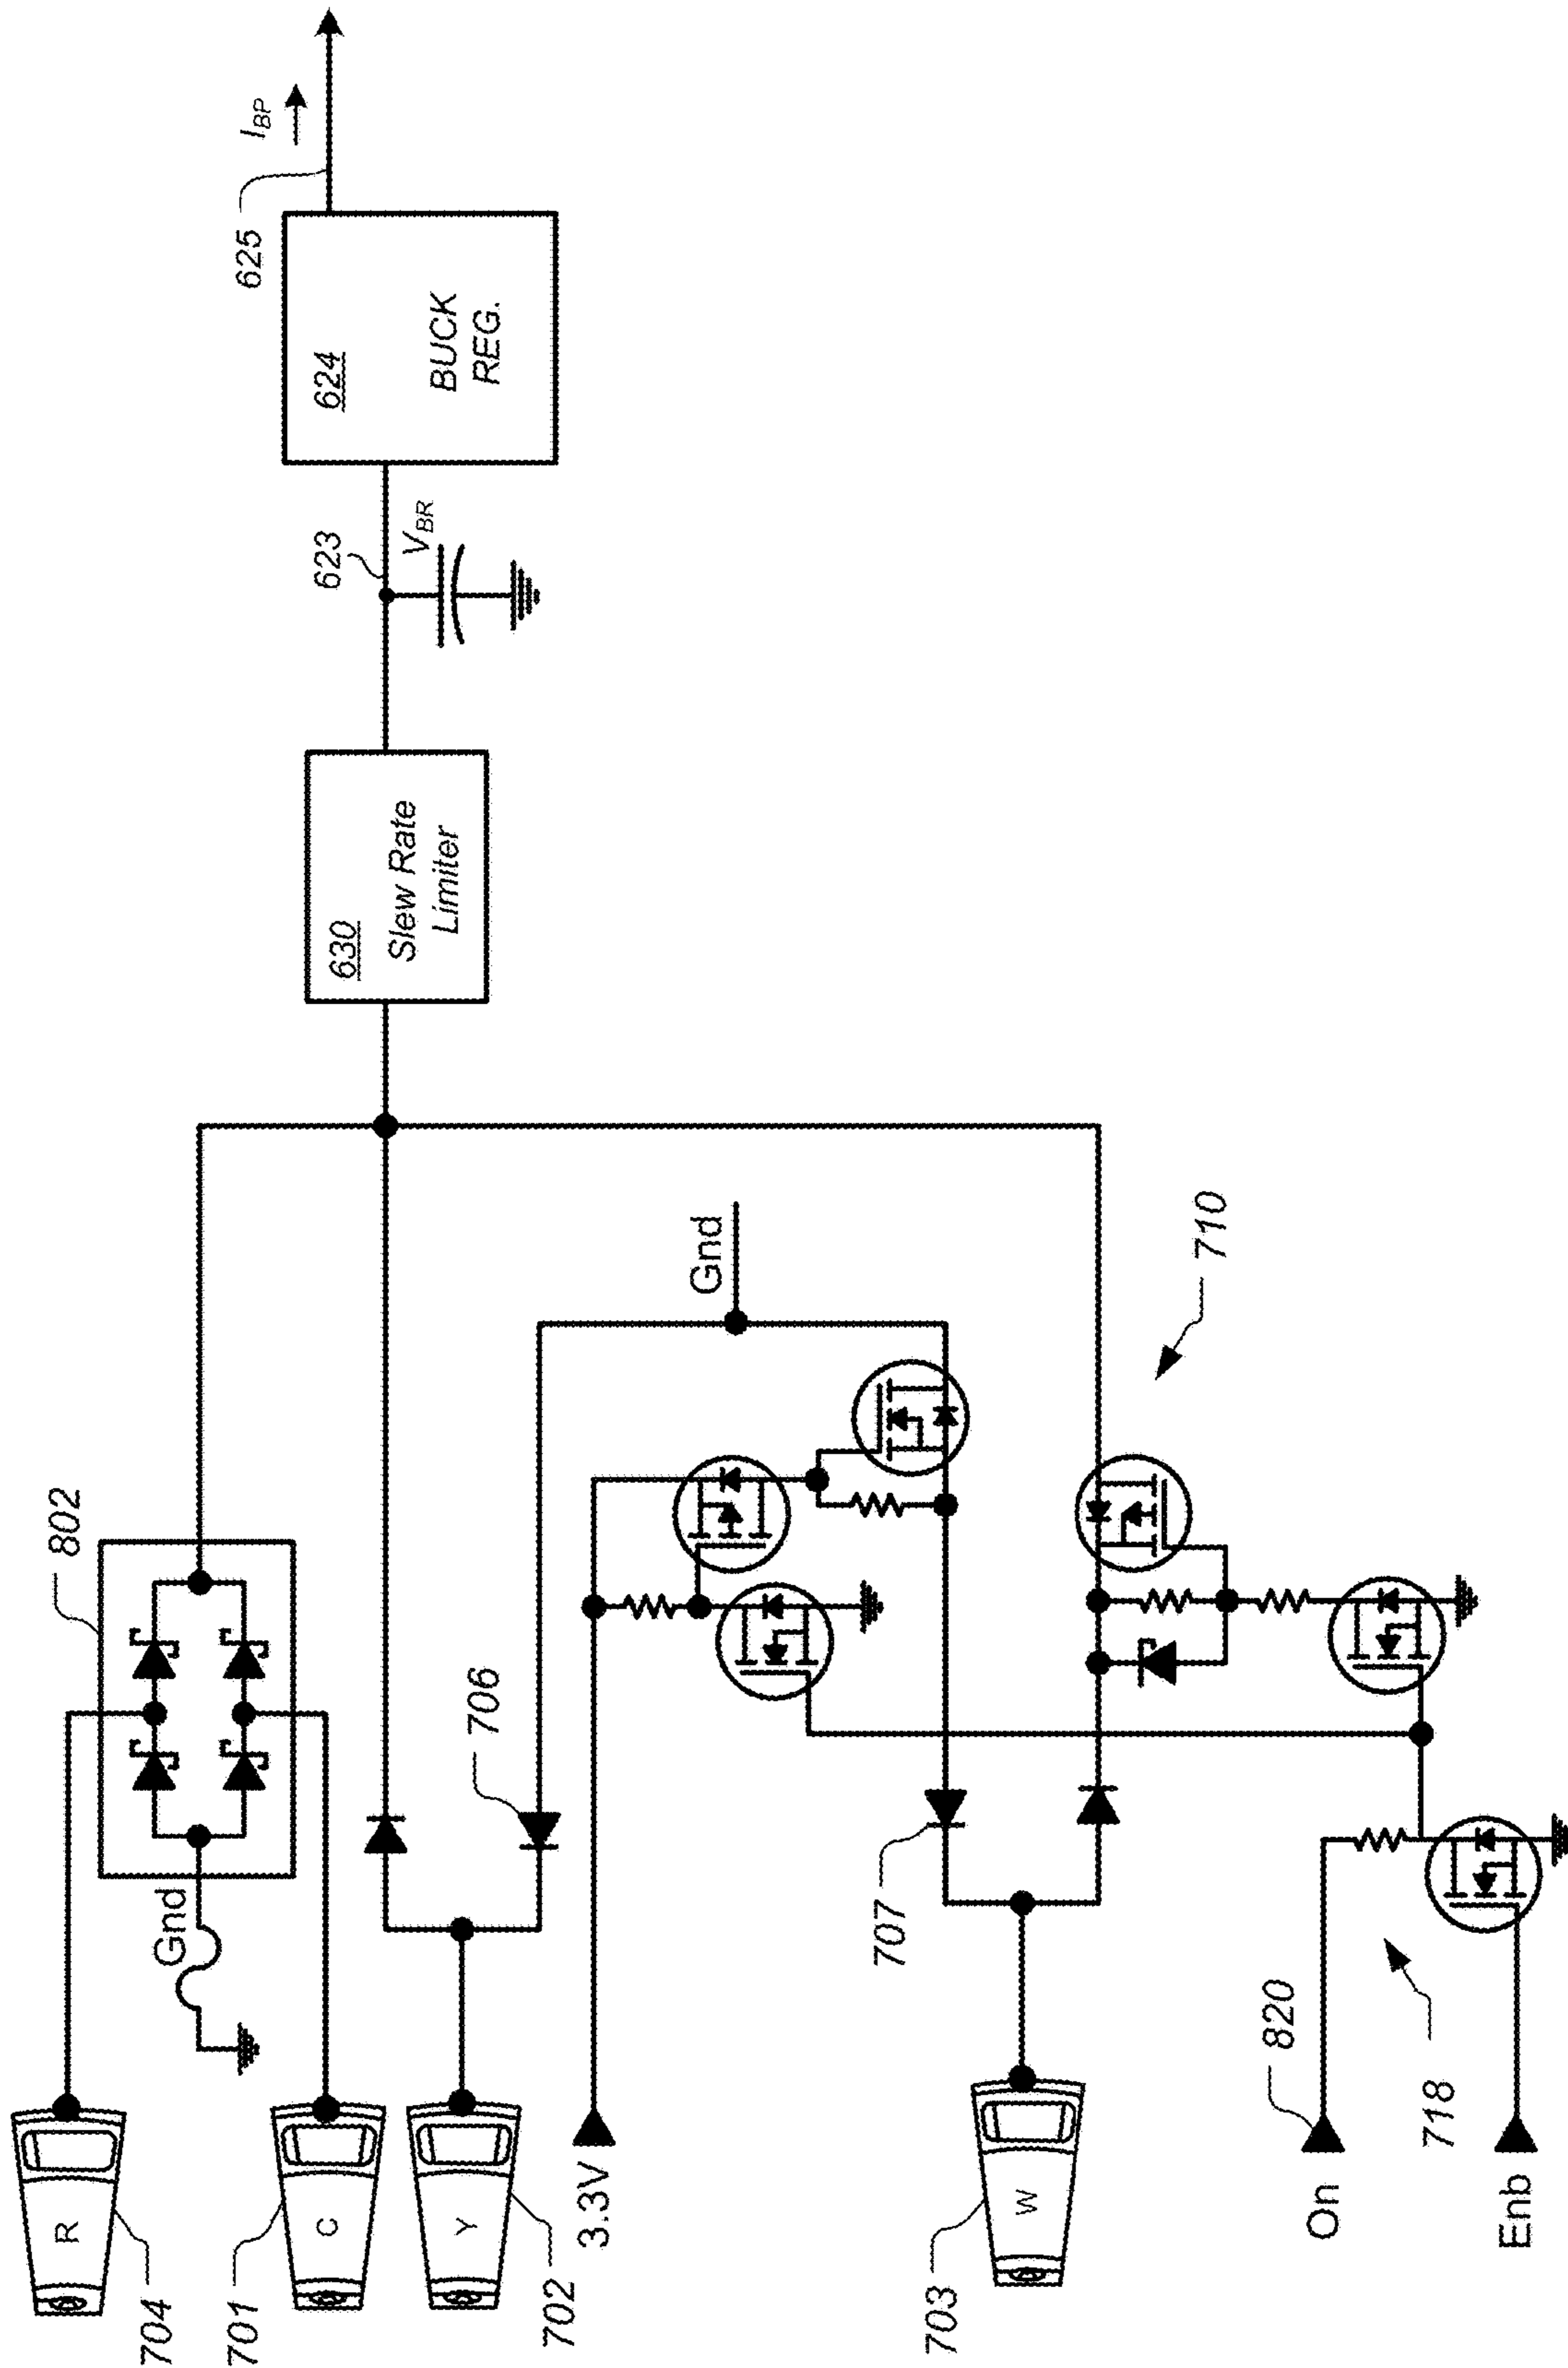 704
R
701
C
Gnd
802
702
Y
706
3.3V
Gnd
630
Slew Rate
Limiter
623
V_BR
624
BUCK
REG.
625
I_BP
703
W
707
710
820
On
718
Enb